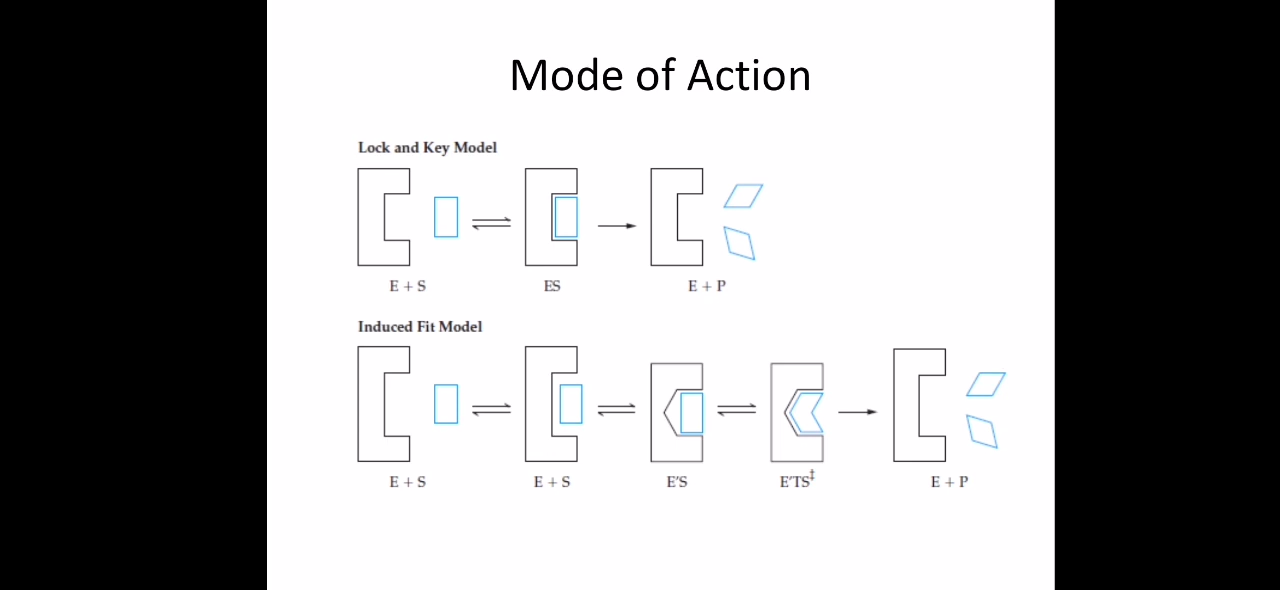 Mode of Action
Lock and Key Model
E + S
ES
E + P
Induced Fit Model
E + S
E + S
E'S
E'TS‡
E + P